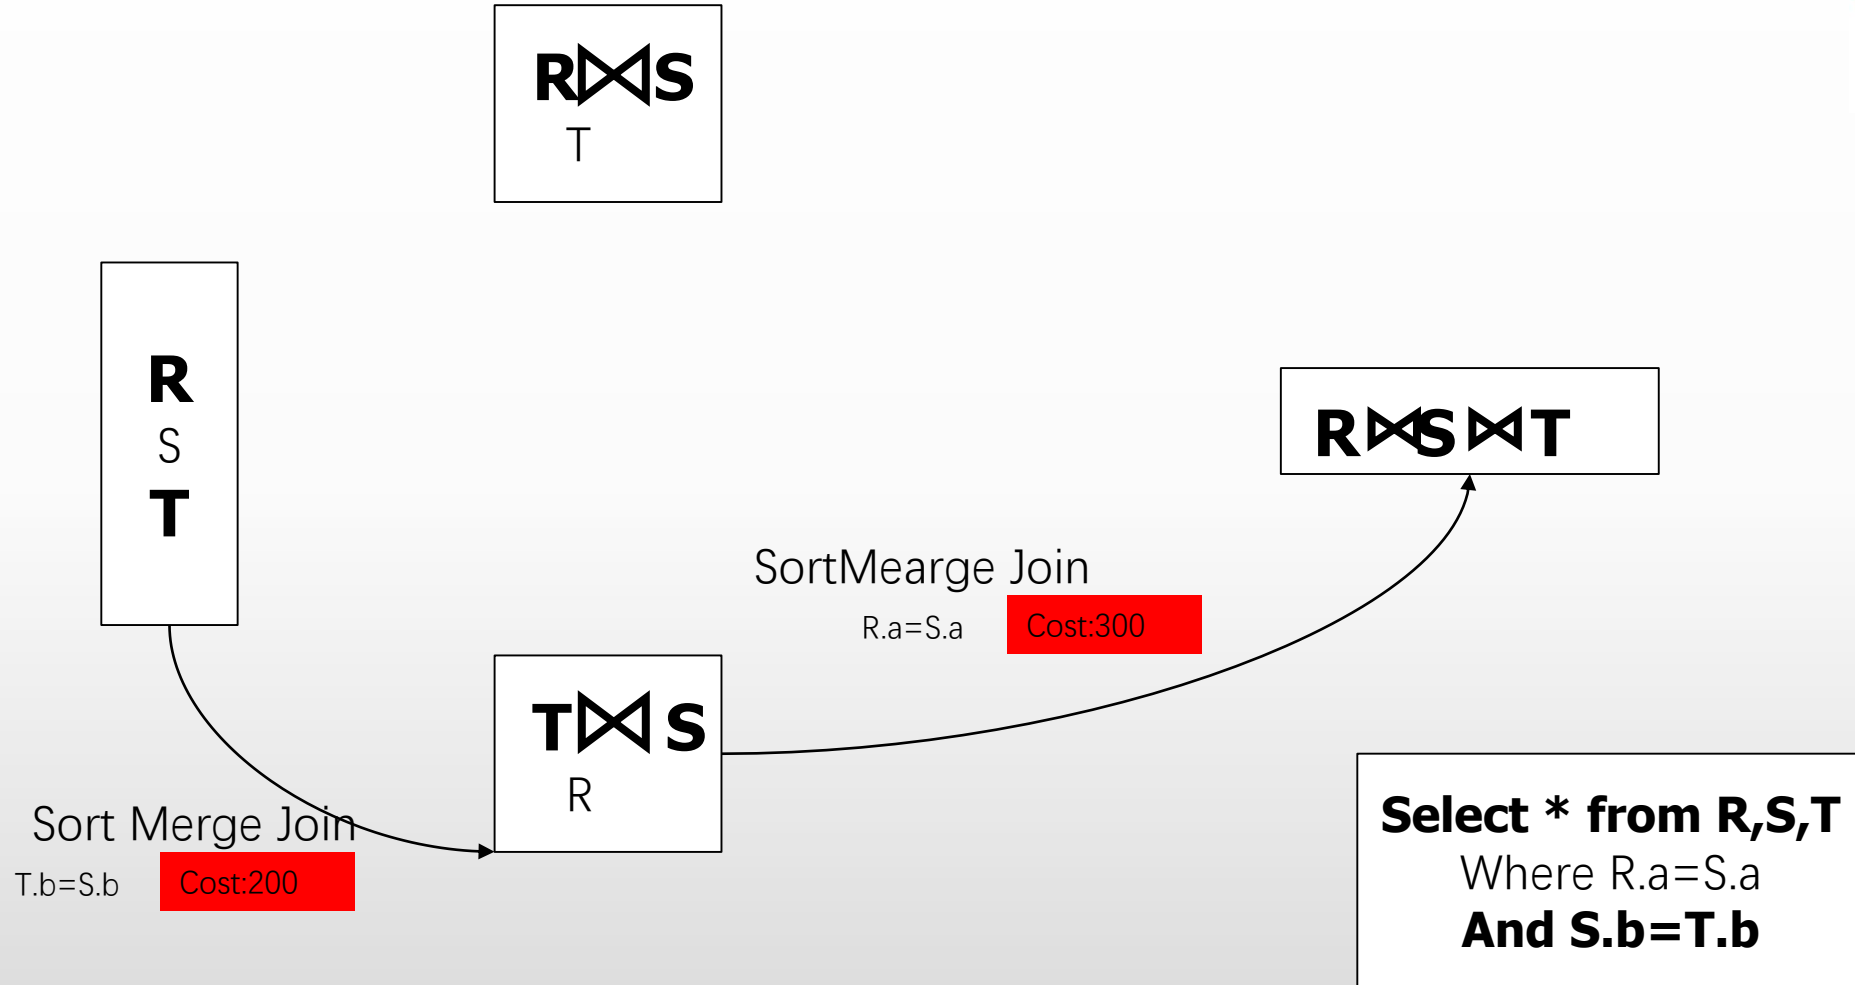 R⋈S
T
R
S
T
R⋈S⋈T
SortMearge Join
R.a=S.a
Cost:300
T⋈S
R
Sort Merge Join
T.b=S.b
Cost:200
Select * from R,S,T
Where R.a=S.a
And S.b=T.b